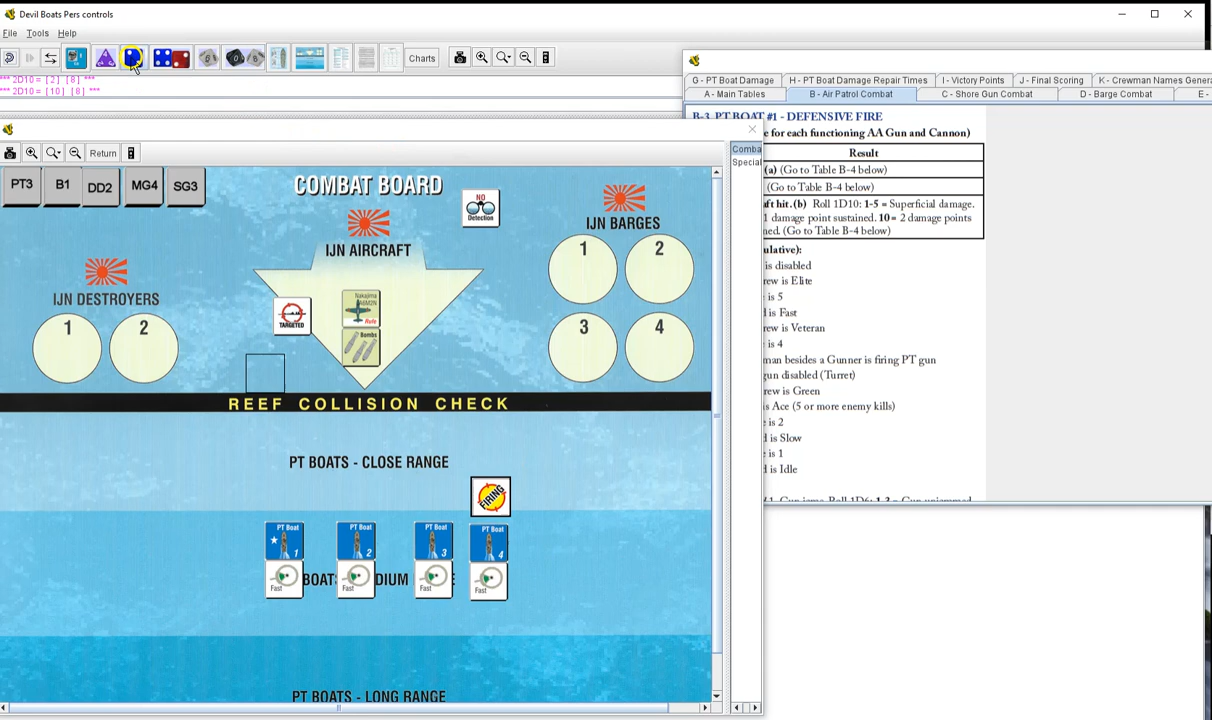 Devil Boats Pers controls
File Tools Help
Charts
*** 2D10 = [2] [8] ***
*** 2D10 = [10] [8] ***
G - PT Boat Damage H - PT Boat Damage Repair Times I - Victory Points J - Final Scoring K - Crewman Names Genera
A - Main Tables B - Air Patrol Combat C - Shore Gun Combat D - Barge Combat E -
B-3 PT BOAT #1 - DEFENSIVE FIRE
e for each functioning AA Gun and Cannon)
Result
(a) (Go to Table B-4 below)
(Go to Table B-4 below)
ft hit. (b) Roll 1D10: 1-5 = Superficial damage.
1 damage point sustained. 10= 2 damage points
ned. (Go to Table B-4 below)
ulative):
is disabled
rew is Elite
e is 5
d is Fast
rew is Veteran
e is 4
man besides a Gunner is firing PT gun
gun disabled (Turret)
rew is Green
is Ace (5 or more enemy kills)
e is 2
d is Slow
e is 1
d is Idle
Return
Comba
Special
PT3 B1 DD2 MG4 SG3
COMBAT BOARD
NO
Detection
IJN BARGES
1 2
3 4
IJN AIRCRAFT
IJN DESTROYERS
1 2
TARGETED
Nakajima
A6M2N
Rufe
Bombs
REEF COLLISION CHECK
PT BOATS - CLOSE RANGE
FIRING
PT Boat 1
PT Boat 2
PT Boat 3
PT Boat 4
BOAT DIUM E
Fast Fast Fast Fast
PT BOATS - LONG RANGE